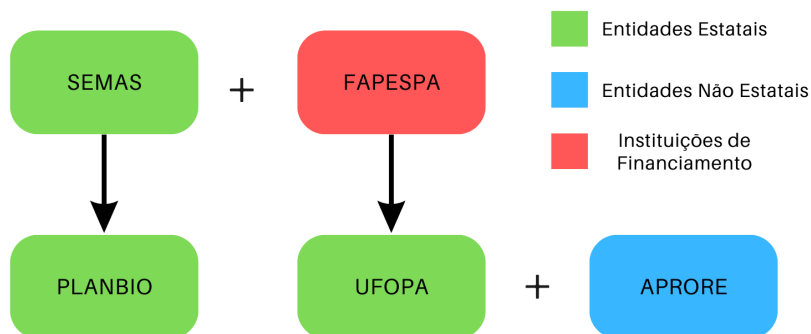 SEMAS
+
FAPESPA
Entidades Estatais
Entidades Não Estatais
Instituições de
Financiamento
PLANBIO
UFOPA
+
APRORE